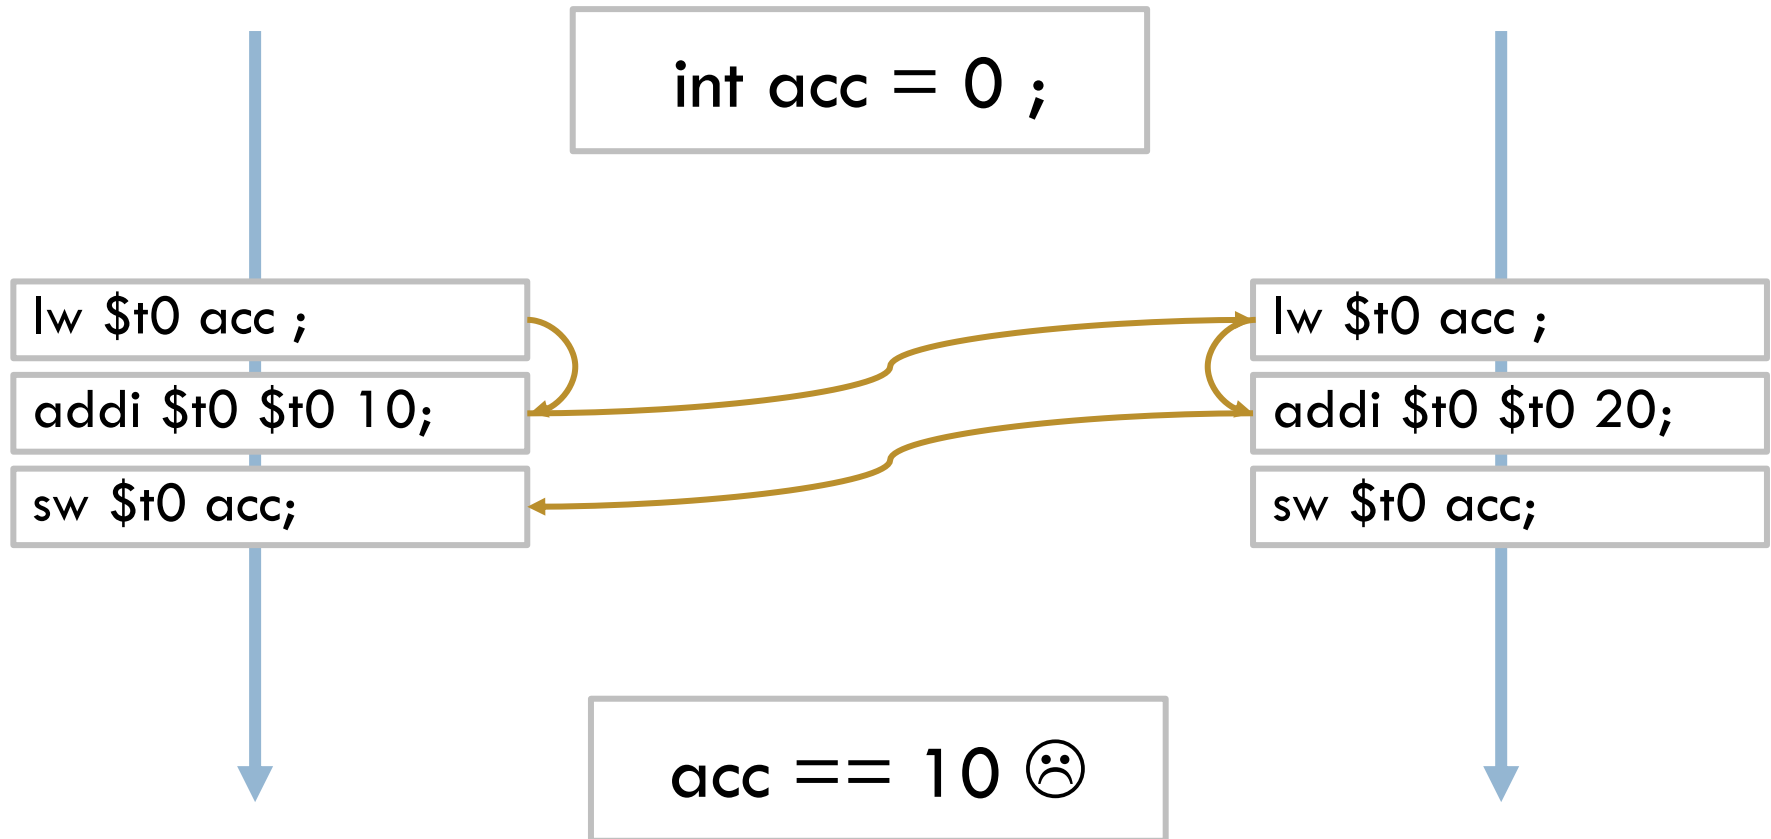 int acc = 0 ;
lw $t0 acc ;
addi $t0 $t0 10;
sw $t0 acc;
lw $t0 acc ;
addi $t0 $t0 20;
sw $t0 acc;
acc == 10 ☹